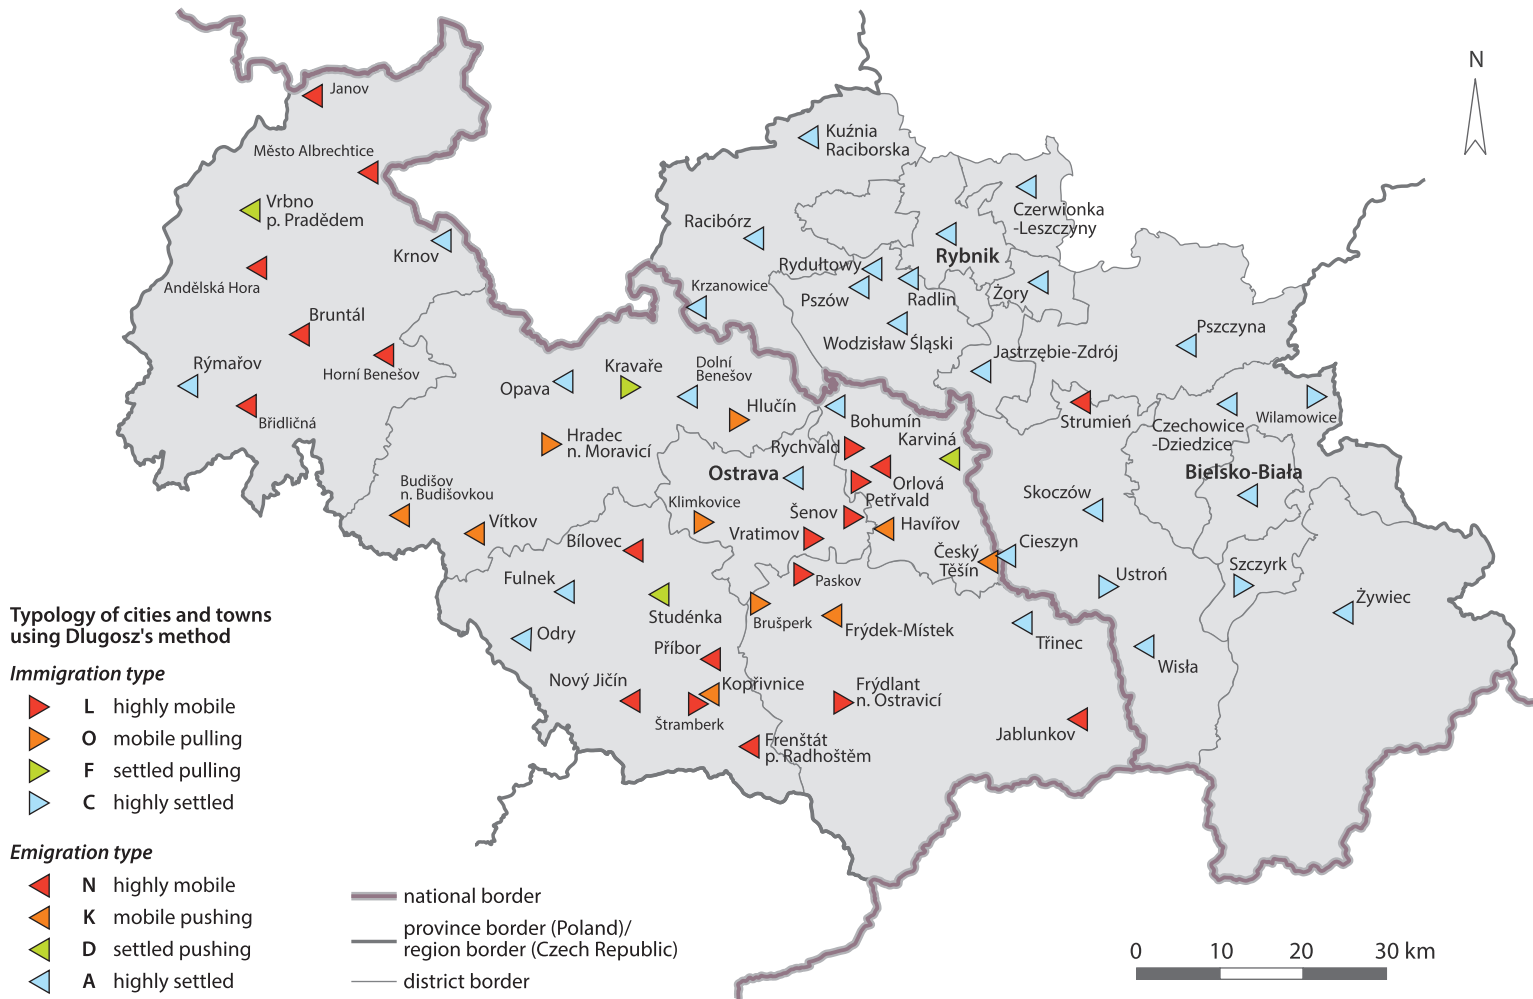 N
Janov
Město Albrechtice
Vrbno
p. Pradědem
Krnov
Andělská Hora
Bruntál
Rýmařov
Horní Benešov
Břidličná
Kuźnia
Raciborska
Racibórz
Czerwionka
-Leszczyny
Rybnik
Rydułtowy
Krzanowice
Pszów
Radlin
Żory
Wodzisław Śląski
Pszczyna
Jastrzębie-Zdrój
Strumień
Czechowice
-Dziedzice
Wilamowice
Bielsko-Biała
Skoczów
Cieszyn
Ustroń
Szczyrk
Żywiec
Wisła
Opava
Kravaře
Dolní
Benešov
Hlučín
Hradec
n. Moravicí
Budišov
n. Budišovkou
Vítkov
Bohumín
Rychvald
Karviná
Orlová
Petřvald
Ostrava
Klimkovice
Šenov
Vratimov
Havířov
Český
Těšín
Bílovec
Fulnek
Studénka
Odry
Paskov
Brušperk
Frýdek-Místek
Třinec
Příbor
Nový Jičín
Kopřivnice
Štramberk
Frýdlant
n. Ostravicí
Frenštát
p. Radhoštěm
Jablunkov
Typology of cities and towns
using Dlugosz's method
Immigration type
L highly mobile
O mobile pulling
F settled pulling
C highly settled
Emigration type
N highly mobile
K mobile pushing
D settled pushing
A highly settled
national border
province border (Poland)/
region border (Czech Republic)
district border
0 10 20 30 km